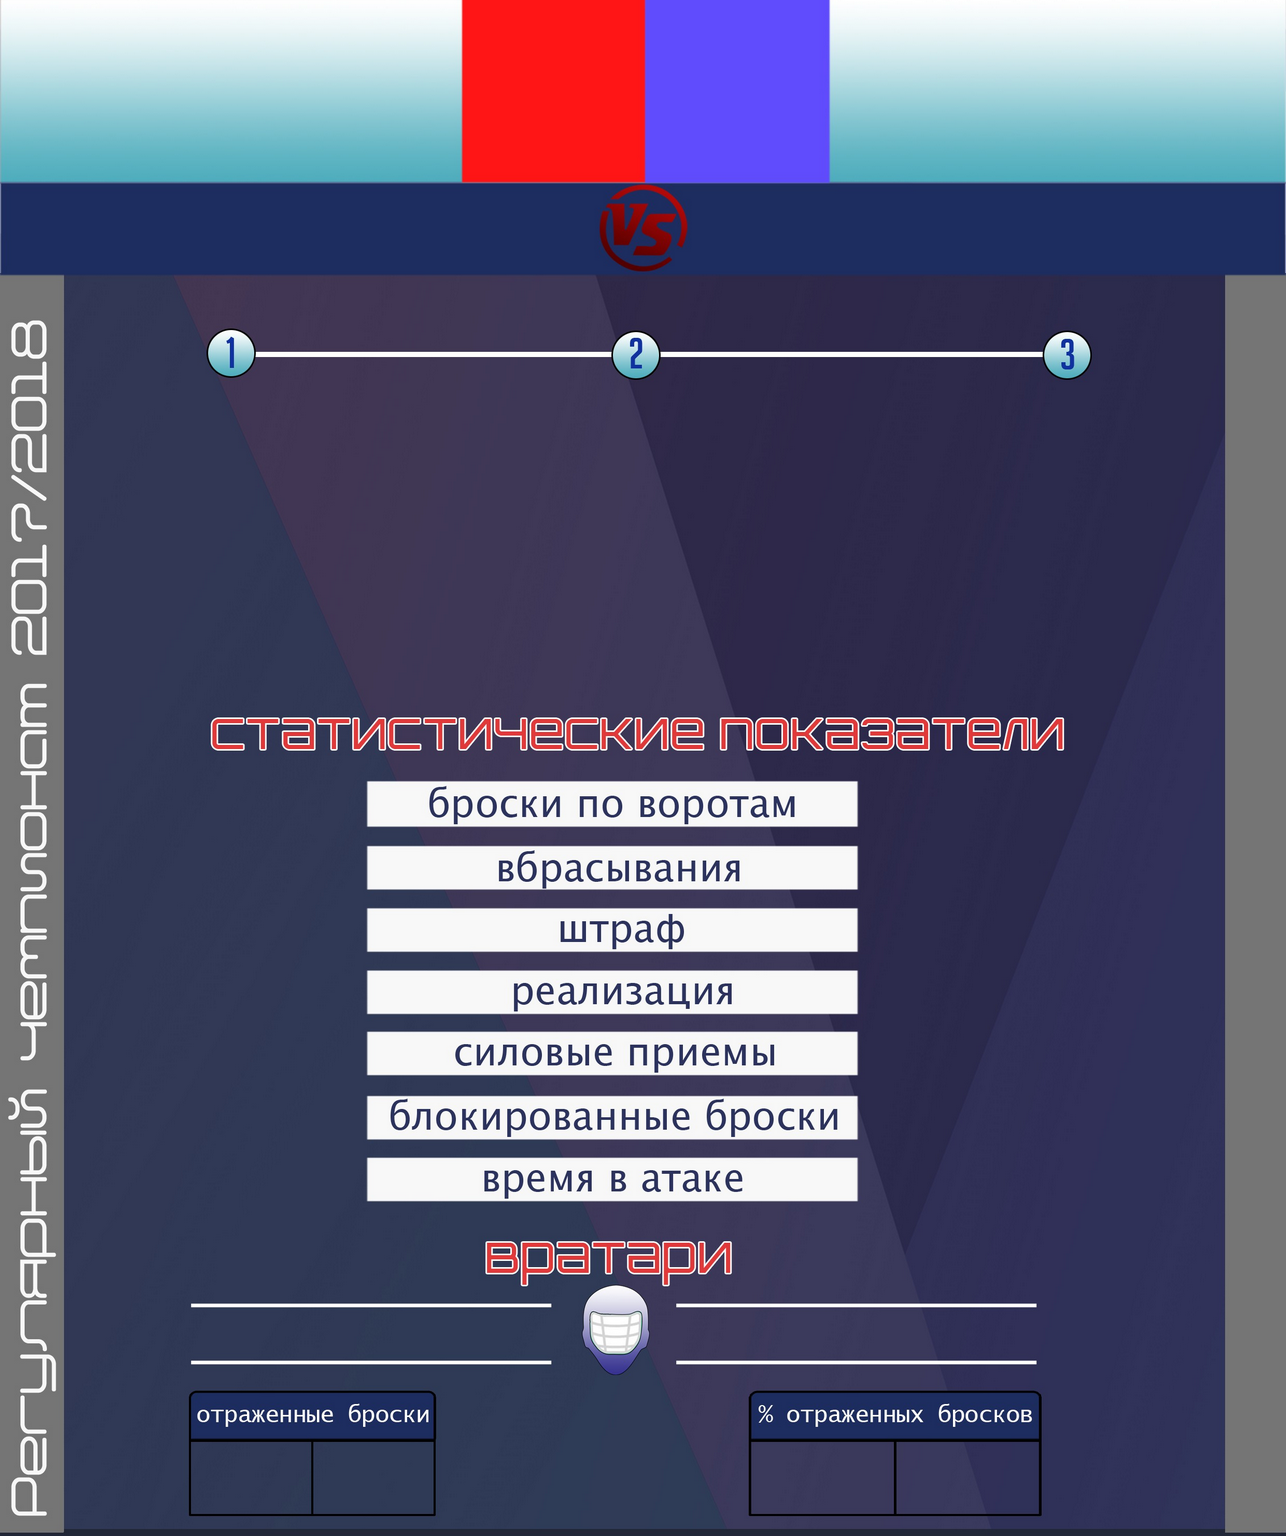 VS
Регулярный чемпионат 2017/2018
1 2 3
статистические показатели
броски по воротам
вбрасывания
штраф
реализация
силовые приемы
блокированные броски
время в атаке
вратари
отраженные броски
% отраженных бросков